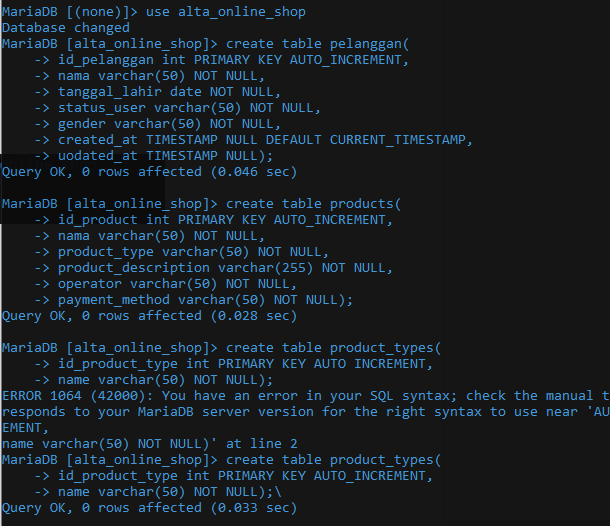 MariaDB [(none)]> use alta_online_shop
Database changed
MariaDB [alta_online_shop]> create table pelanggan(
    -> id_pelanggan int PRIMARY KEY AUTO_INCREMENT,
    -> nama varchar(50) NOT NULL,
    -> tanggal_lahir date NOT NULL,
    -> status_user varchar(50) NOT NULL,
    -> gender varchar(50) NOT NULL,
    -> created_at TIMESTAMP NULL DEFAULT CURRENT_TIMESTAMP,
    -> uodated_at TIMESTAMP NULL);
Query OK, 0 rows affected (0.046 sec)
MariaDB [alta_online_shop]> create table products(
    -> id_product int PRIMARY KEY AUTO_INCREMENT,
    -> nama varchar(50) NOT NULL,
    -> product_type varchar(50) NOT NULL,
    -> product_description varchar(255) NOT NULL,
    -> operator varchar(50) NOT NULL,
    -> payment_method varchar(50) NOT NULL);
Query OK, 0 rows affected (0.028 sec)
MariaDB [alta_online_shop]> create table product_types(
    -> id_product_type int PRIMARY KEY AUTO INCREMENT,
    -> name varchar(50) NOT NULL);
ERROR 1064 (42000): You have an error in your SQL syntax; check the manual t
responds to your MariaDB server version for the right syntax to use near 'AU
EMENT,
name varchar(50) NOT NULL)' at line 2
MariaDB [alta_online_shop]> create table product_types(
    -> id_product_type int PRIMARY KEY AUTO_INCREMENT,
    -> name varchar(50) NOT NULL);\
Query OK, 0 rows affected (0.033 sec)